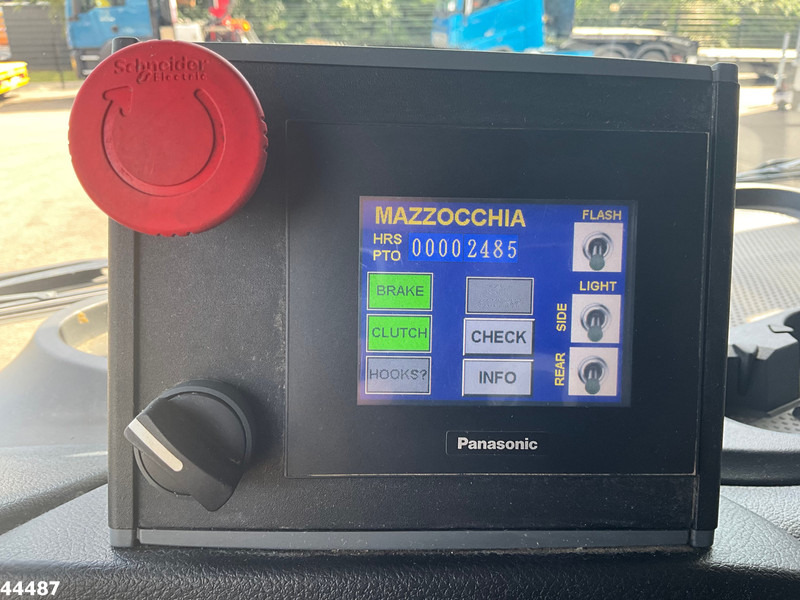 Schneider
Electric
MAZZOCCHIA
FLASH
HRS
PTO
00002485
BRAKE
LIGHT
CLUTCH
CHECK
SIDE
HOOKS?
INFO
REAR
Panasonic
44487